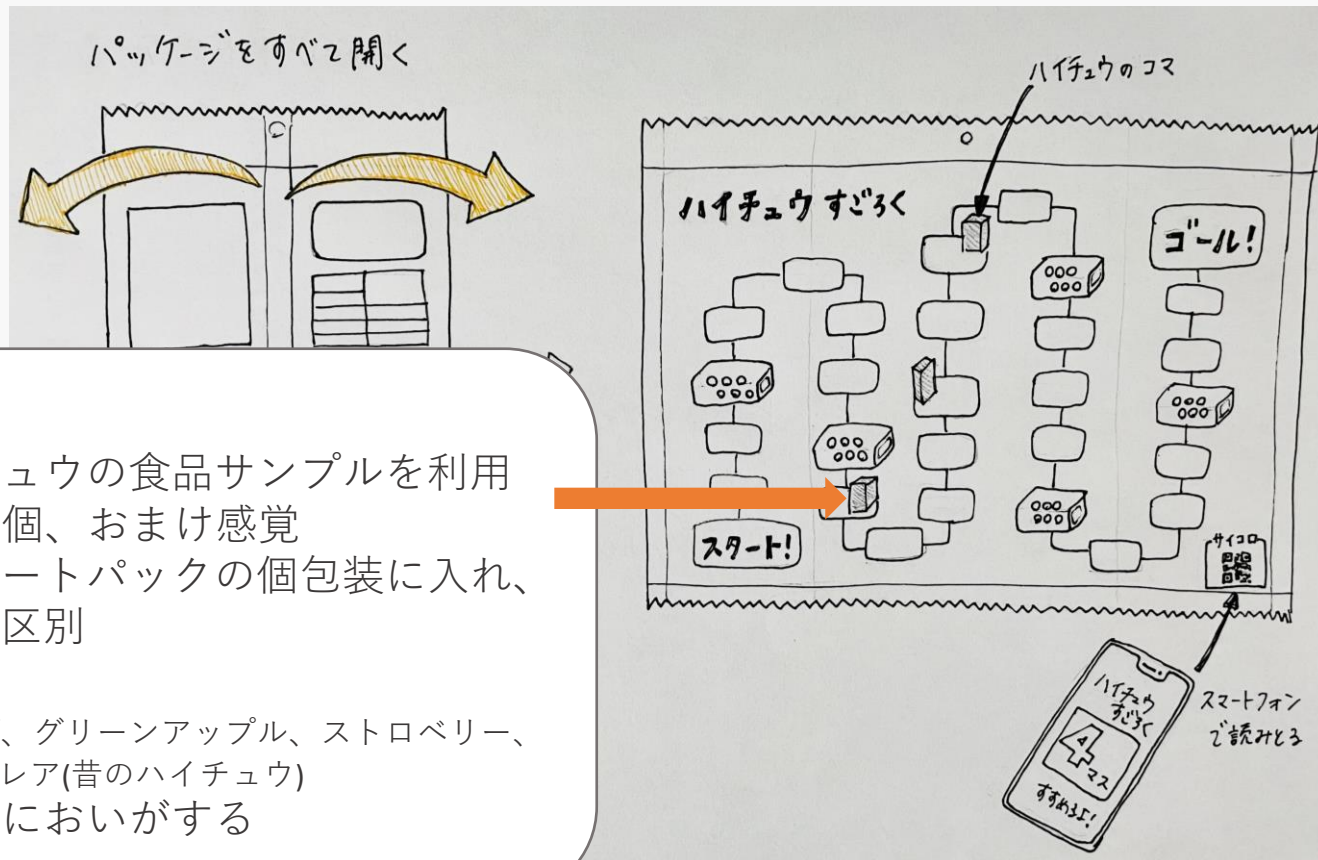 パッケージをすべて開く
ハイチュウのコマ
ハイチュウ すごろく
ゴール!
スタート!
サイコロ
ハイチュウ
すごろく
4
マス
すすめるよ!
スマートフォン
で読みとる
ュウの食品サンプルを利用
個、おまけ感覚
ートパックの個包装に入れ、
区別
、グリーンアップル、ストロベリー、
レア(昔のハイチュウ)
においがする